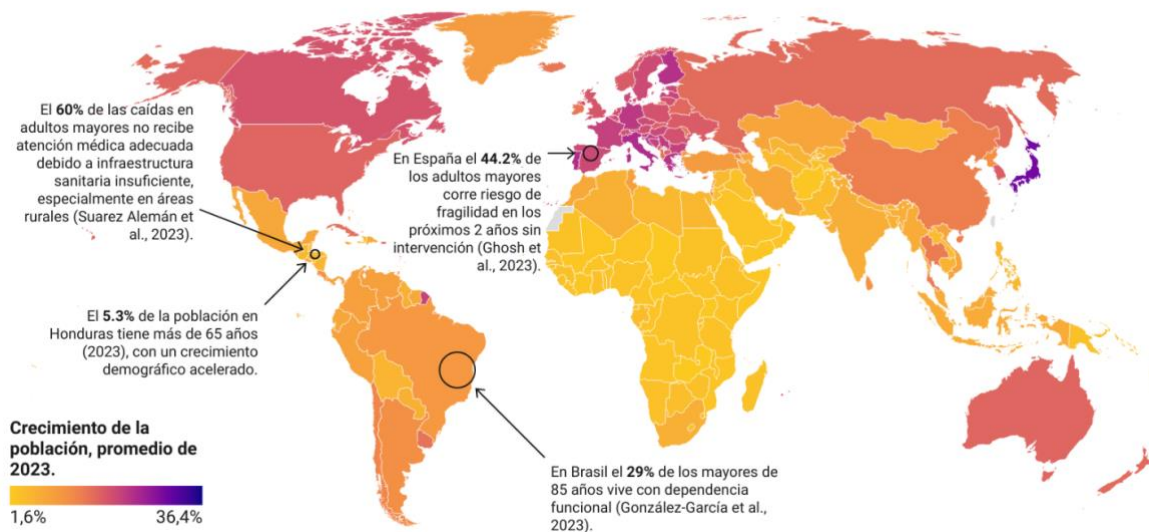 El 60% de las caídas en
adultos mayores no recibe
atención médica adecuada
debido a infraestructura
sanitaria insuficiente,
especialmente en áreas
rurales (Suarez Alemán et
al., 2023).
En España el 44.2% de
los adultos mayores
corre riesgo de
fragilidad en los
próximos 2 años sin
intervención (Ghosh et
al., 2023).
El 5.3% de la población en
Honduras tiene más de 65 años
(2023), con un crecimiento
demográfico acelerado.
Crecimiento de la
población, promedio de
2023.
1,6%
36,4%
En Brasil el 29% de los mayores de
85 años vive con dependencia
funcional (González-García et al.,
2023).